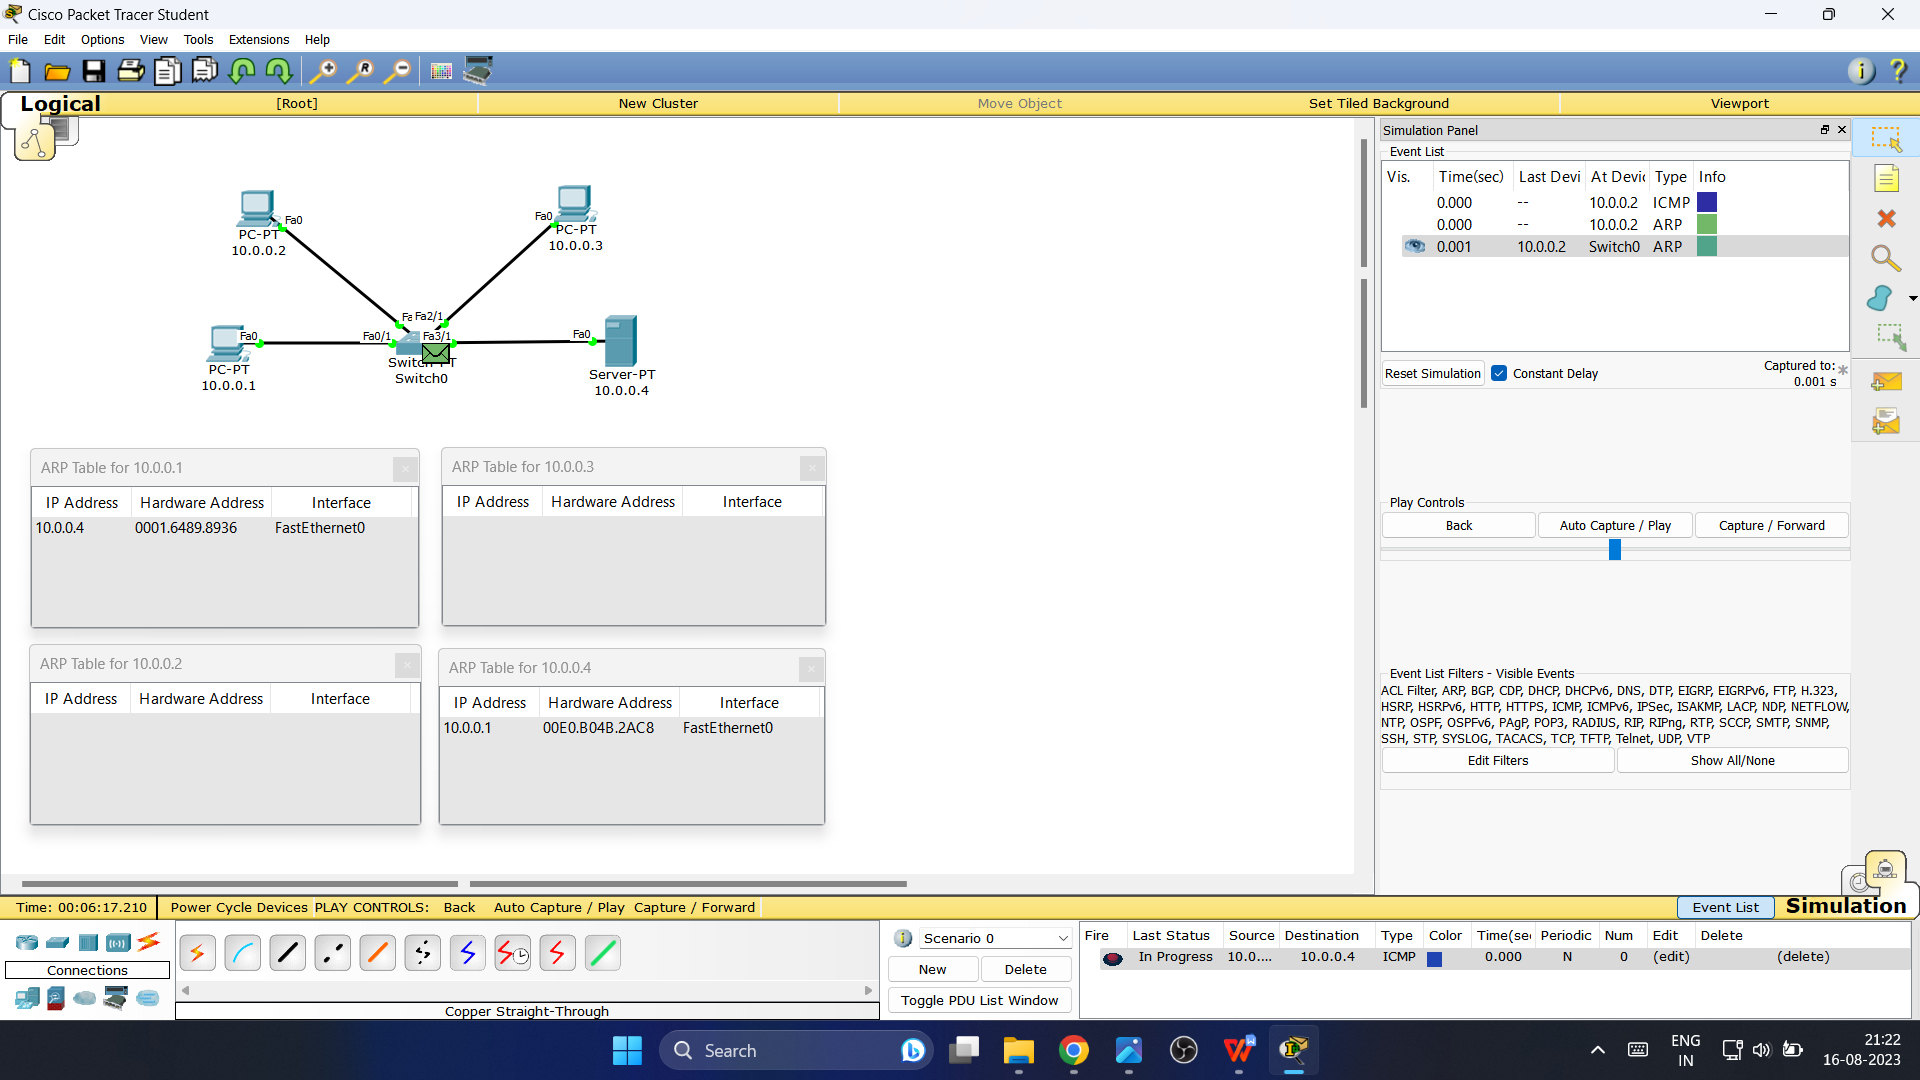 Cisco Packet Tracer Student
File Edit Options View Tools Extensions Help
Logical [Root] New Cluster Move Object Set Tiled Background Viewport
Fa0
PC-PT
10.0.0.2
Fa0
PC-PT
10.0.0.3
Fa0
PC-PT
10.0.0.1
Fa0/1
Fa2/1
Fa3/1
Switch0
Fa0
Server-PT
10.0.0.4
ARP Table for 10.0.0.1
IP Address Hardware Address Interface
10.0.0.4 0001.6489.8936 FastEthernet0
ARP Table for 10.0.0.3
IP Address Hardware Address Interface
ARP Table for 10.0.0.2
IP Address Hardware Address Interface
ARP Table for 10.0.0.4
IP Address Hardware Address Interface
10.0.0.1 00E0.B04B.2AC8 FastEthernet0
Simulation Panel
Event List
Vis. Time(sec) Last Devi At Devic Type Info
0.000 -- 10.0.0.2 ICMP
0.000 -- 10.0.0.2 ARP
0.001 10.0.0.2 Switch0 ARP
Reset Simulation Constant Delay Captured to: *
0.001 s
Play Controls
Back Auto Capture / Play Capture / Forward
Event List Filters - Visible Events
ACL Filter, ARP, BGP, CDP, DHCP, DHCPv6, DNS, DTP, EIGRP, EIGRPv6, FTP, H.323,
HSRP, HSRPv6, HTTP, HTTPS, ICMP, ICMPv6, IPSec, ISAKMP, LACP, NDP, NETFLOW,
NTP, OSPF, OSPFv6, PAgP, POP3, RADIUS, RIP, RIPng, RTP, SCCP, SMTP, SNMP,
SSH, STP, SYSLOG, TACACS, TCP, TFTP, Telnet, UDP, VTP
Edit Filters Show All/None
Time: 00:06:17.210 Power Cycle Devices PLAY CONTROLS: Back Auto Capture / Play Capture / Forward Event List Simulation
Connections
Copper Straight-Through
Scenario 0
New Delete
Toggle PDU List Window
Fire Last Status Source Destination Type Color Time(sec Periodic Num Edit Delete
In Progress 10.0.... 10.0.0.4 ICMP 0.000 N 0 (edit) (delete)
Search
ENG
IN
21:22
16-08-2023